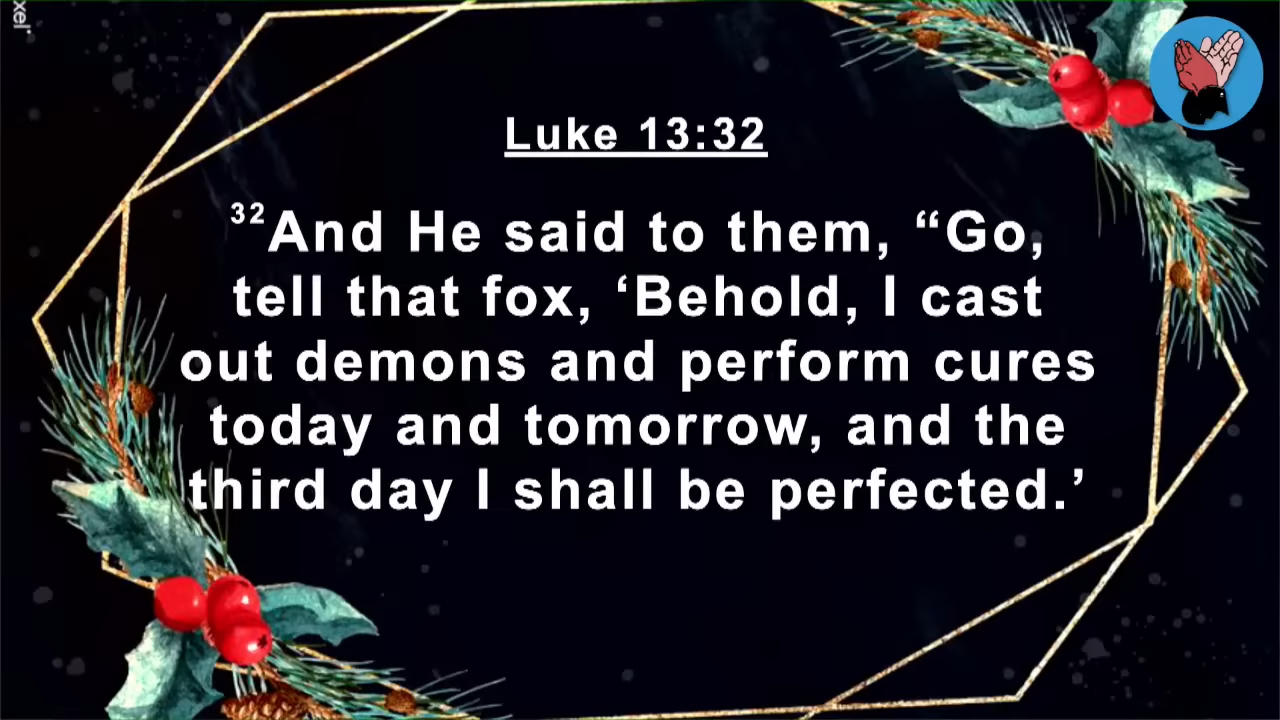 Luke 13:32
³²And He said to them, “Go,
tell that fox, ‘Behold, I cast
out demons and perform cures
today and tomorrow, and the
third day I shall be perfected.’